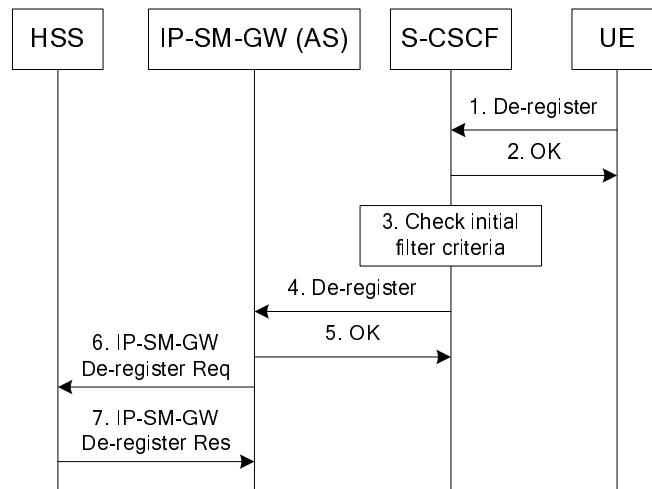 HSS
IP-SM-GW (AS)
S-CSCF
UE
1. De-register
2. OK
3. Check initial
filter criteria
4. De-register
5. OK
6. IP-SM-GW
De-register Req
7. IP-SM-GW
De-register Res